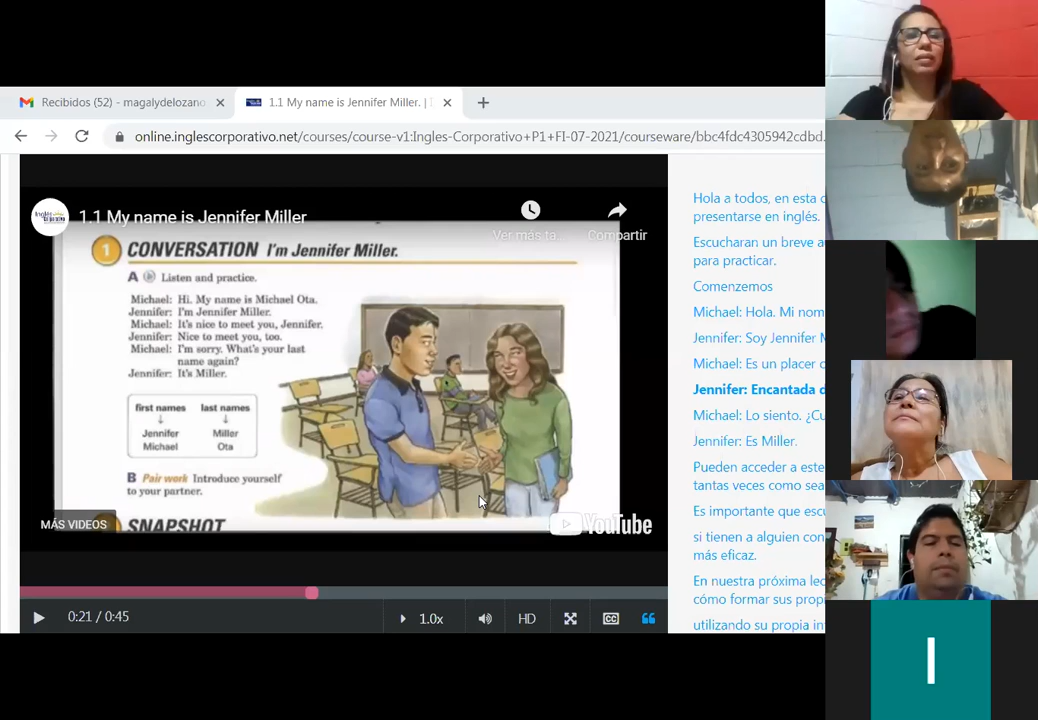 Recibidos (52) - magalydelozano
1.1 My name is Jennifer Miller. |
online.inglescorporativo.net/courses/course-v1:Ingles-Corporativo+P1+FI-07-2021/courseware/bbc4fdc4305942cdbd.
1.1 My name is Jennifer Miller
Ver más ta...
Compartir
1 CONVERSATION I'm Jennifer Miller.
A Listen and practice.
Michael: Hi. My name is Michael Ota.
Jennifer: I'm Jennifer Miller.
Michael: It's nice to meet you, Jennifer.
Jennifer: Nice to meet you, too.
Michael: I'm sorry. What's your last
name again?
Jennifer: It's Miller.
first names last names
↓ ↓
Jennifer Miller
Michael Ota
B Pair work Introduce yourself
to your partner.
SNAPSHOT
MÁS VIDEOS
YouTube
0:21 / 0:45
1.0x
HD
CC
Hola a todos, en esta
presentarse en inglés.
Escucharan un breve
para practicar.
Comenzemos
Michael: Hola. Mi nom
Jennifer: Soy Jennifer
Michael: Es un placer
Jennifer: Encantada d
Michael: Lo siento. ¿Cu
Jennifer: Es Miller.
Pueden acceder a este
tantas veces como sea
Es importante que escu
si tienen a alguien con
más eficaz.
En nuestra próxima lec
cómo formar sus prop
utilizando su propia in
I